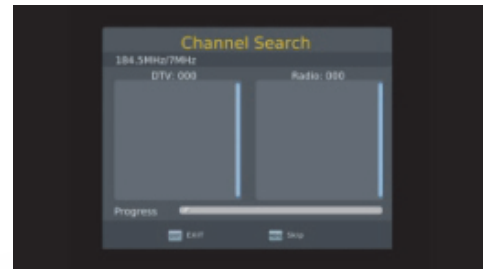 Channel Search
184.5MHz/7MHz
DTV: 000 Radio: 000
Progress
EXIT Skip